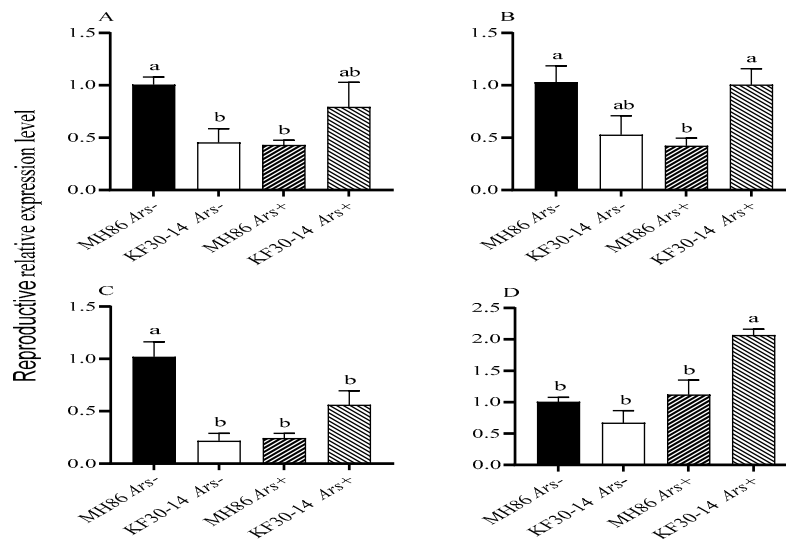 Reproductive relative expression level
A
1.5
1.0
0.5
0.0
a
b
b
ab
MH86 Ars-
KF30-14 Ars-
MH86 Ars+
KF30-14 Ars+
B
1.5
1.0
0.5
0.0
a
ab
b
a
MH86 Ars-
KF30-14 Ars-
MH86 Ars+
KF30-14 Ars+
C
1.5
1.0
0.5
0.0
a
b
b
b
MH86 Ars-
KF30-14 Ars-
MH86 Ars+
KF30-14 Ars+
D
2.5
2.0
1.5
1.0
0.5
0.0
b
b
b
a
MH86 Ars-
KF30-14 Ars-
MH86 Ars+
KF30-14 Ars+